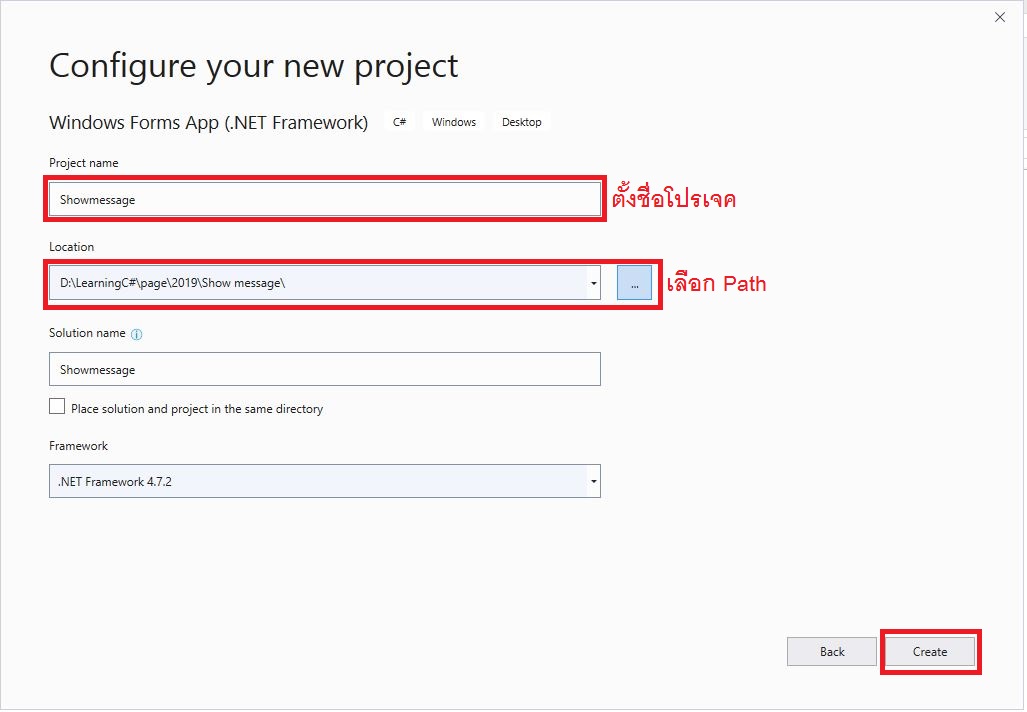 Configure your new project
Windows Forms App (.NET Framework) C# Windows Desktop
Project name
Showmessage ตั้งชื่อโปรเจค
Location
D:\LearningC#\page\2019\Show message\ ... เลือก Path
Solution name
Showmessage
Place solution and project in the same directory
Framework
.NET Framework 4.7.2
Back Create